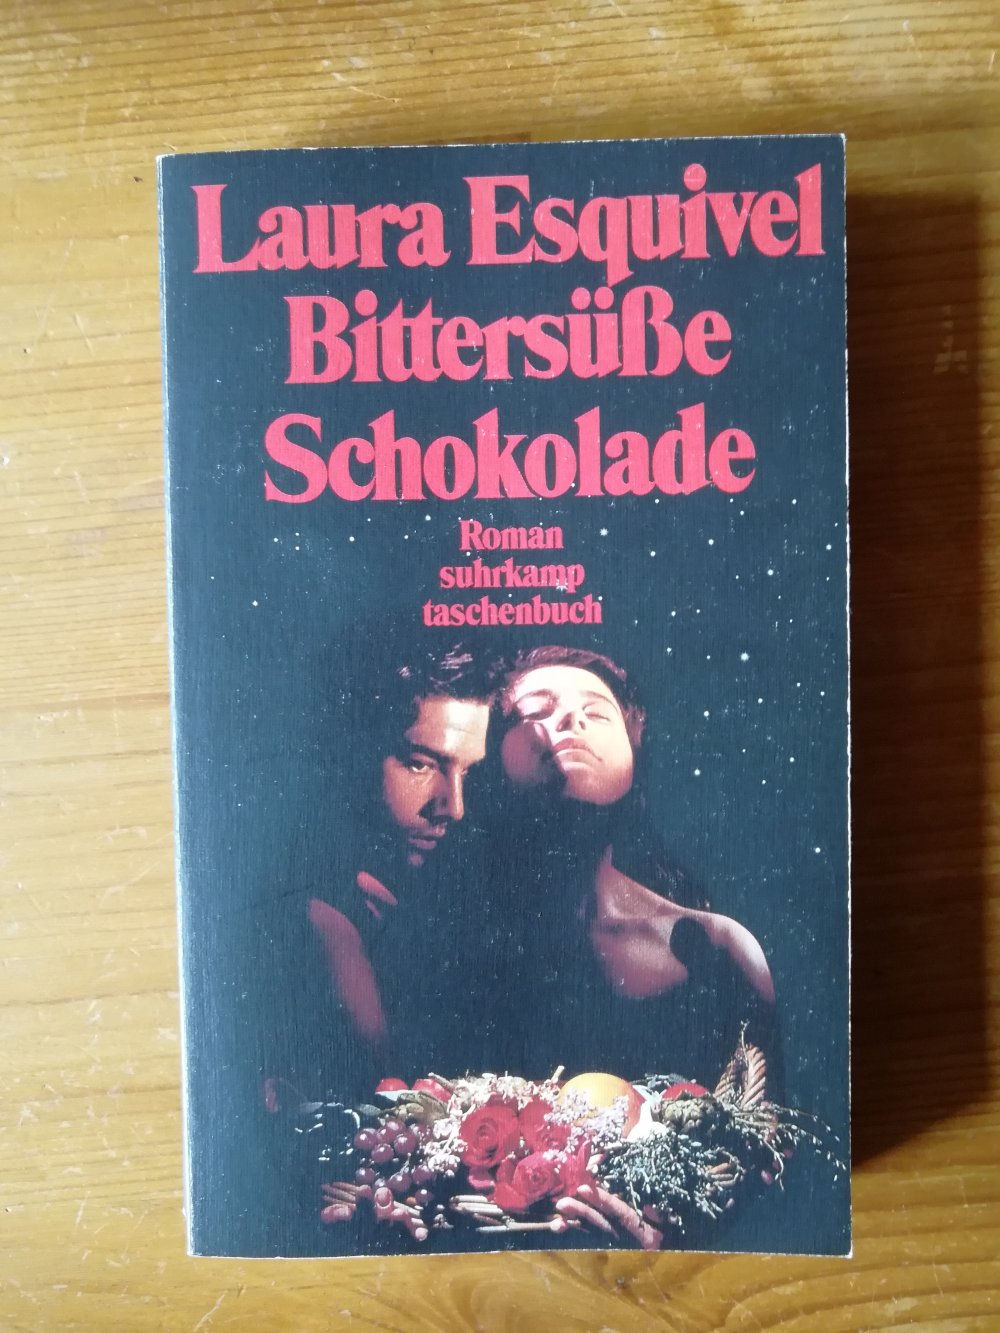 Laura Esquivel
Bittersüße
Schokolade
Roman
suhrkamp
taschenbuch